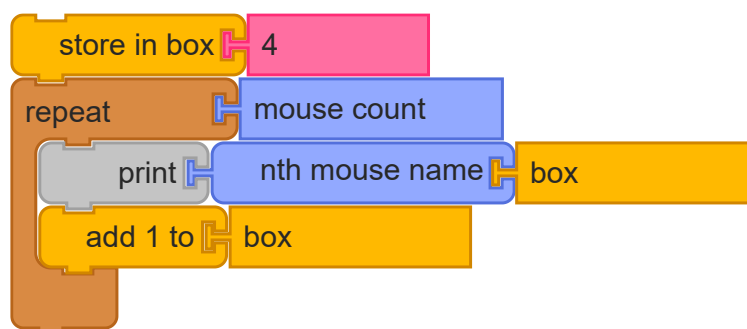 store in box 4
repeat mouse count
print nth mouse name box
add 1 to box